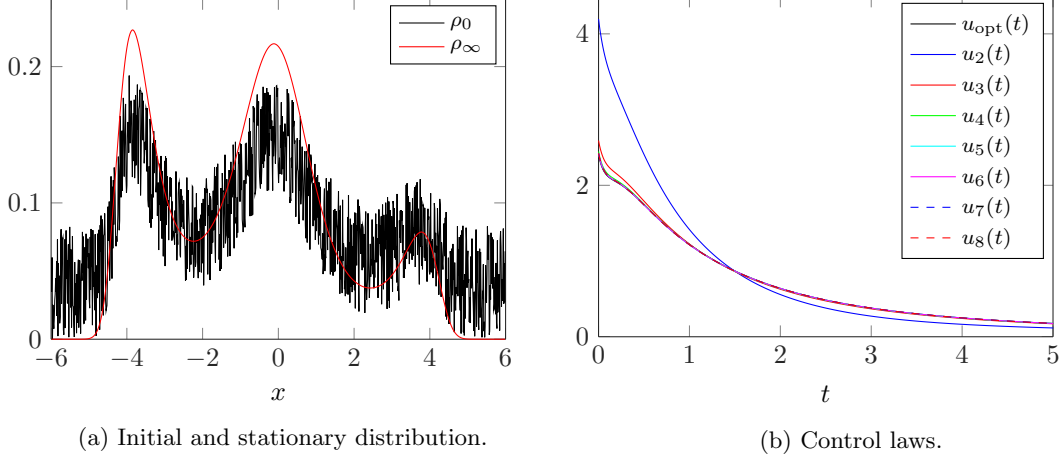 0.2
0.1
0
−6 −4 −2 0 2 4 6
x
ρ0
ρ∞
(a) Initial and stationary distribution.
4
2
0
0 1 2 3 4 5
t
uopt(t)
u2(t)
u3(t)
u4(t)
u5(t)
u6(t)
u7(t)
u8(t)
(b) Control laws.